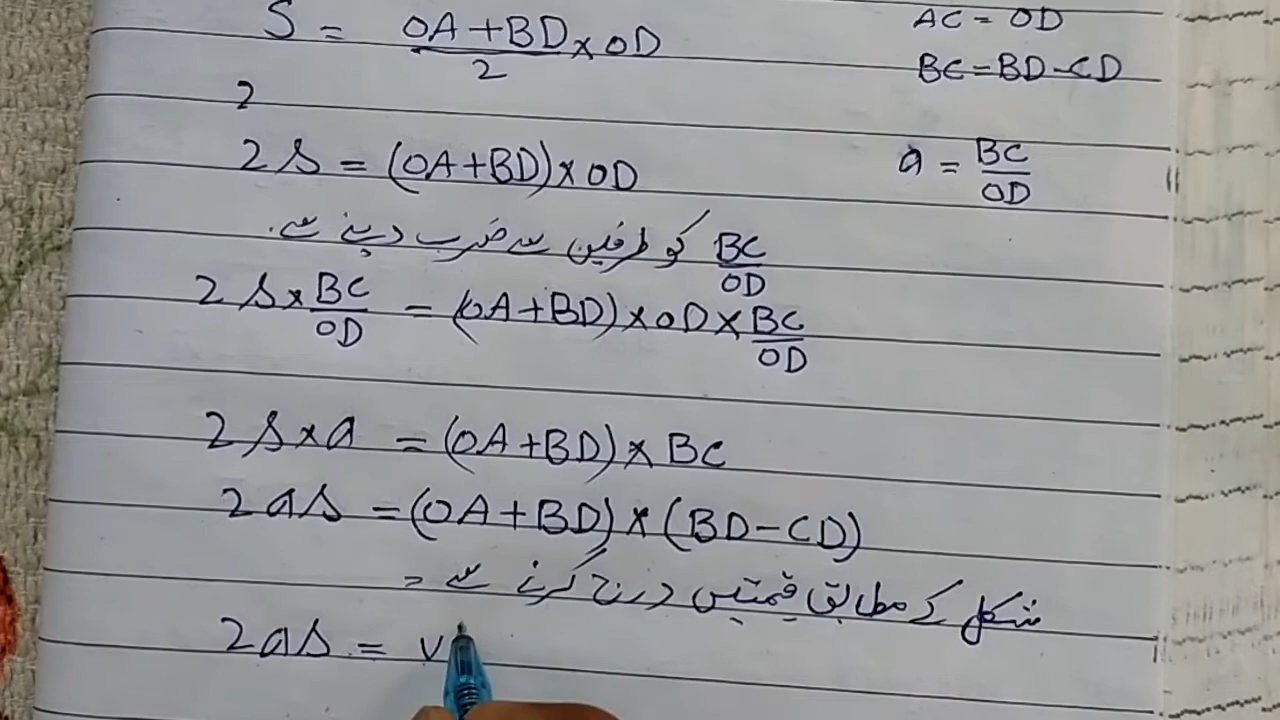 S = OA+BD/2 × OD
AC = OD
BC = BD-CD
2
2S = (OA+BD)×OD
a = BC/OD
BC/OD کو طرفین سے ضرب دینے سے۔
2S×BC/OD = (OA+BD)×OD×BC/OD
2S×a = (OA+BD)×BC
2aS = (OA+BD)×(BD-CD)
شکل کے مطابق قیمتیں درج کرنے سے =
2aS = v